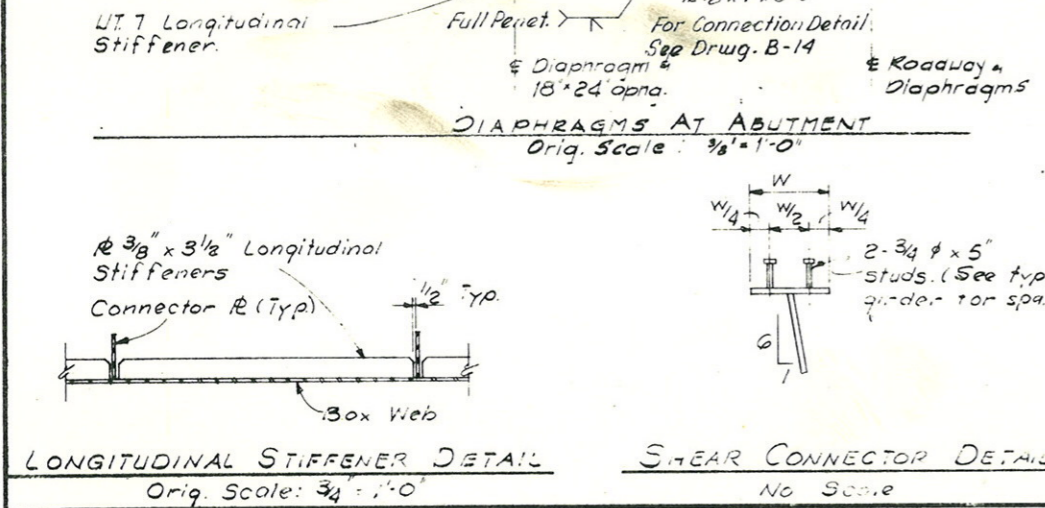 WT. 7 Longitudinal
Stiffener.
Full Penet.
For Connection Detail
See Drwg. B-14
℄ Diaphragm &
18"x24" opng.
℄ Roadway &
Diaphragms
DIAPHRAGMS AT ABUTMENT
Orig. Scale: 3/8"=1'-0"
W
W/4 W/2 W/4
2-3/4 φ x 5"
studs. (See typ
girder for spa
6
1
℞ 3/8" x 3 1/2" Longitudinal
Stiffeners
Connector ℞ (Typ.)
1/2" Typ.
Box Web
LONGITUDINAL STIFFENER DETAIL
Orig. Scale: 3/4"=1'-0"
SHEAR CONNECTOR DETAIL
No Scale